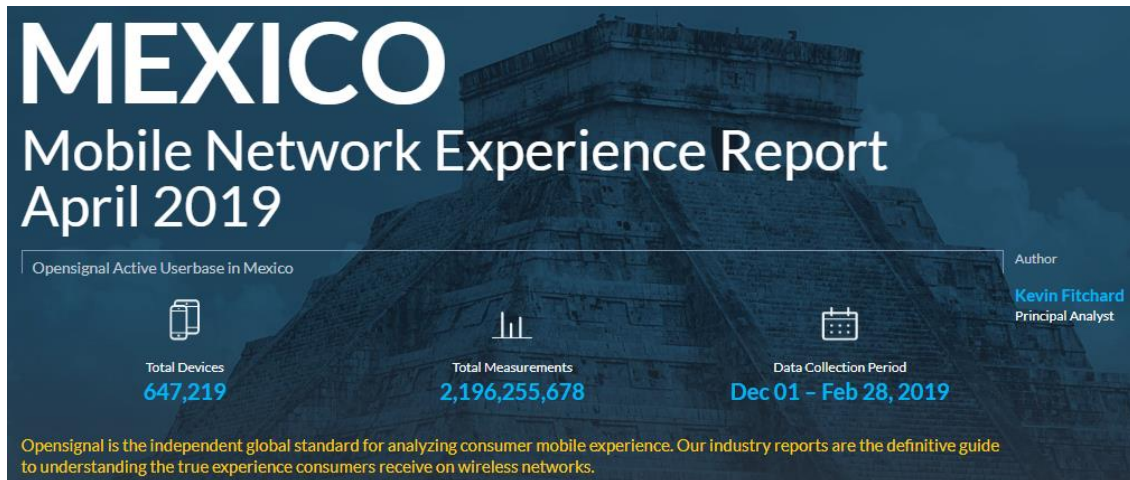 MEXICO
Mobile Network Experience Report
April 2019
Opensignal Active Userbase in Mexico
Author
Kevin Fitchard
Principal Analyst
Total Devices
647,219
Total Measurements
2,196,255,678
Data Collection Period
Dec 01 – Feb 28, 2019
Opensignal is the independent global standard for analyzing consumer mobile experience. Our industry reports are the definitive guide
to understanding the true experience consumers receive on wireless networks.